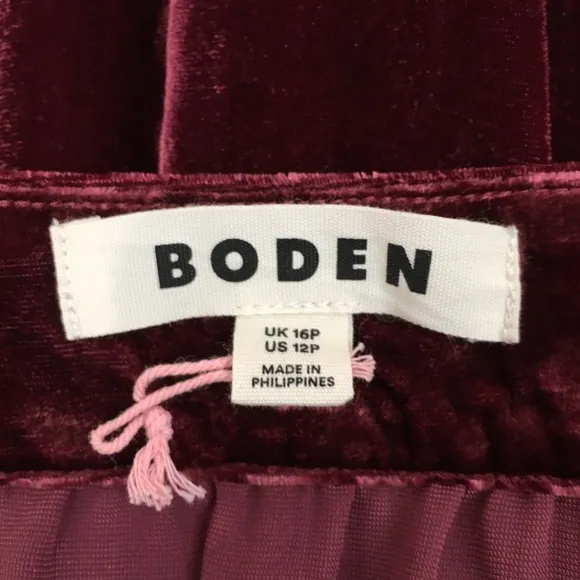 BODEN
UK 16P
US 12P
MADE IN
PHILIPPINES